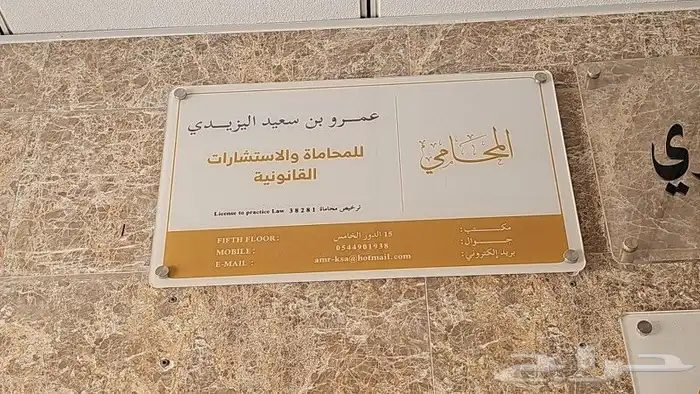 المحامي
عمرو بن سعيد اليزيدي
للمحاماة والاستشارات
القانونية
License to practice Law 38281 ترخيص محاماة
مكتب : 15 الدور الخامس FIFTH FLOOR :
جوال : 0544901938 MOBILE :
بريد إلكتروني : amr-ksa@hotmail.com E-MAIL :
حراج